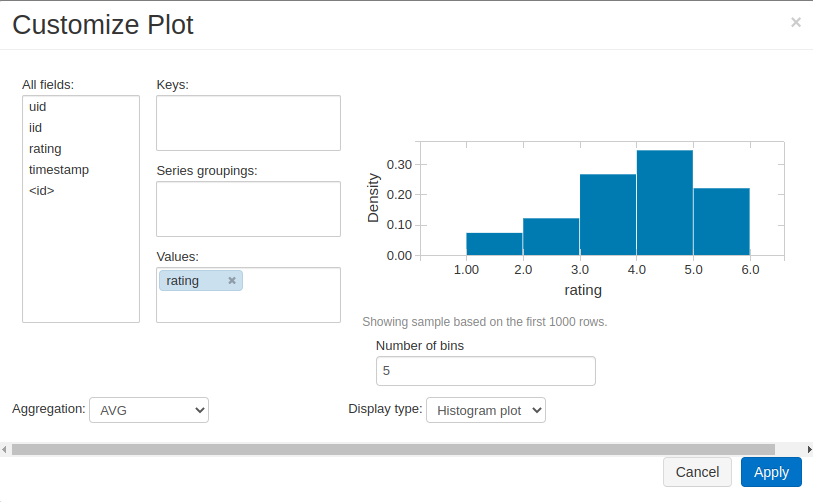 Customize Plot
×
All fields:
uid
iid
rating
timestamp
<id>
Keys:
Series groupings:
Values:
rating ×
Density
0.30
0.20
0.10
0.00
1.00 2.0 3.0 4.0 5.0 6.0
rating
Showing sample based on the first 1000 rows.
Number of bins
5
Aggregation: AVG
Display type: Histogram plot
Cancel Apply